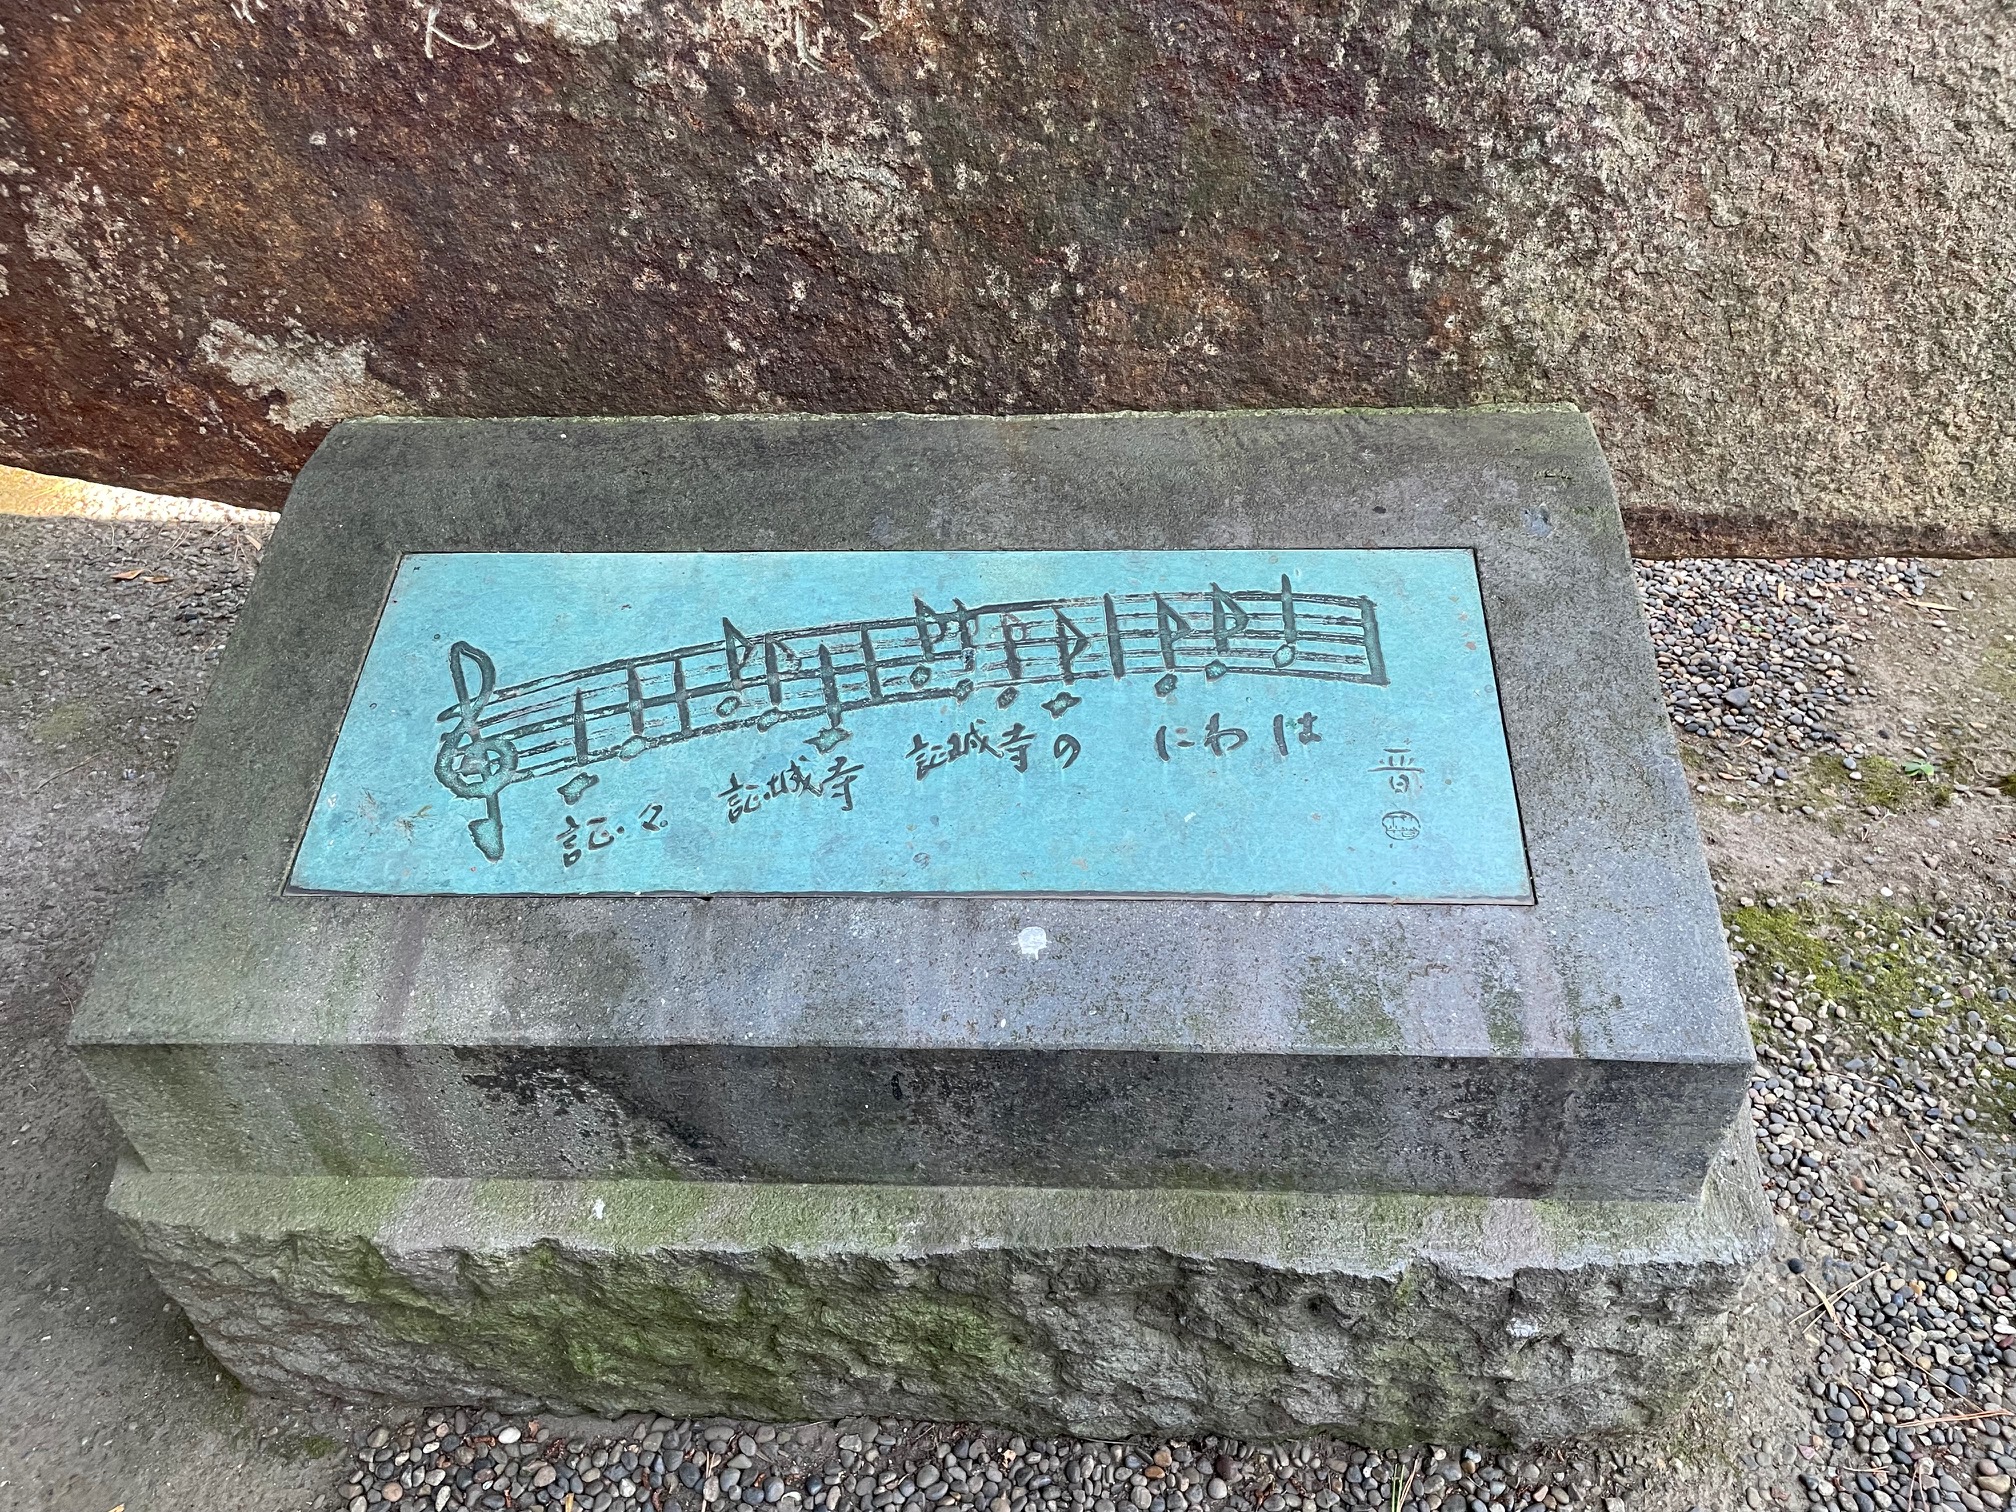 証々 証城寺 証城寺の にわは
晋